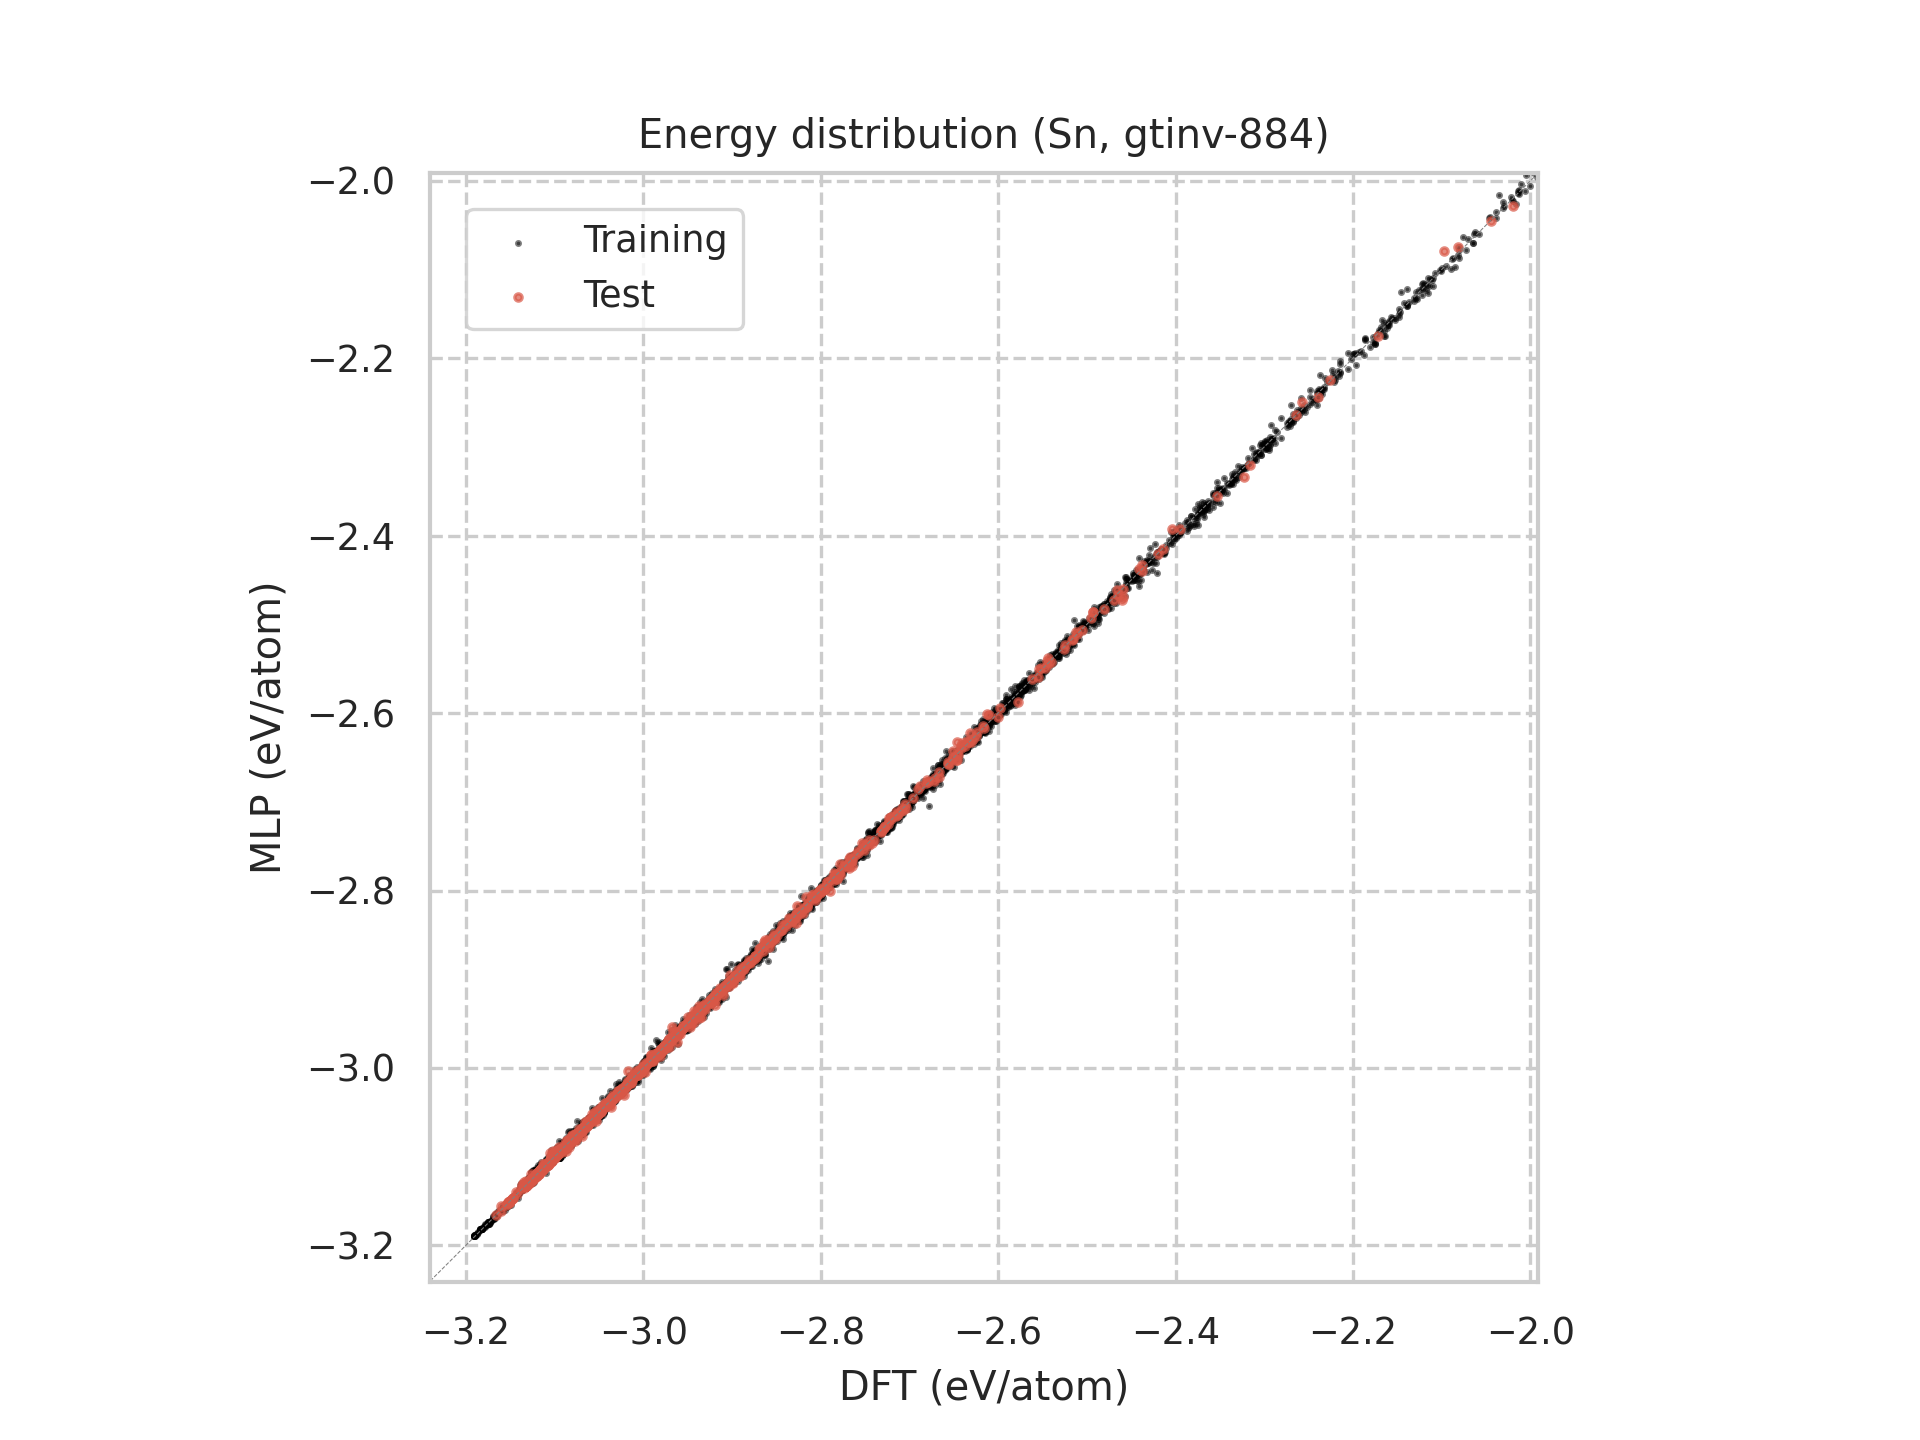 Energy distribution (Sn, gtinv-884)
Training
Test
MLP (eV/atom)
−2.0
−2.2
−2.4
−2.6
−2.8
−3.0
−3.2
−3.2 −3.0 −2.8 −2.6 −2.4 −2.2 −2.0
DFT (eV/atom)